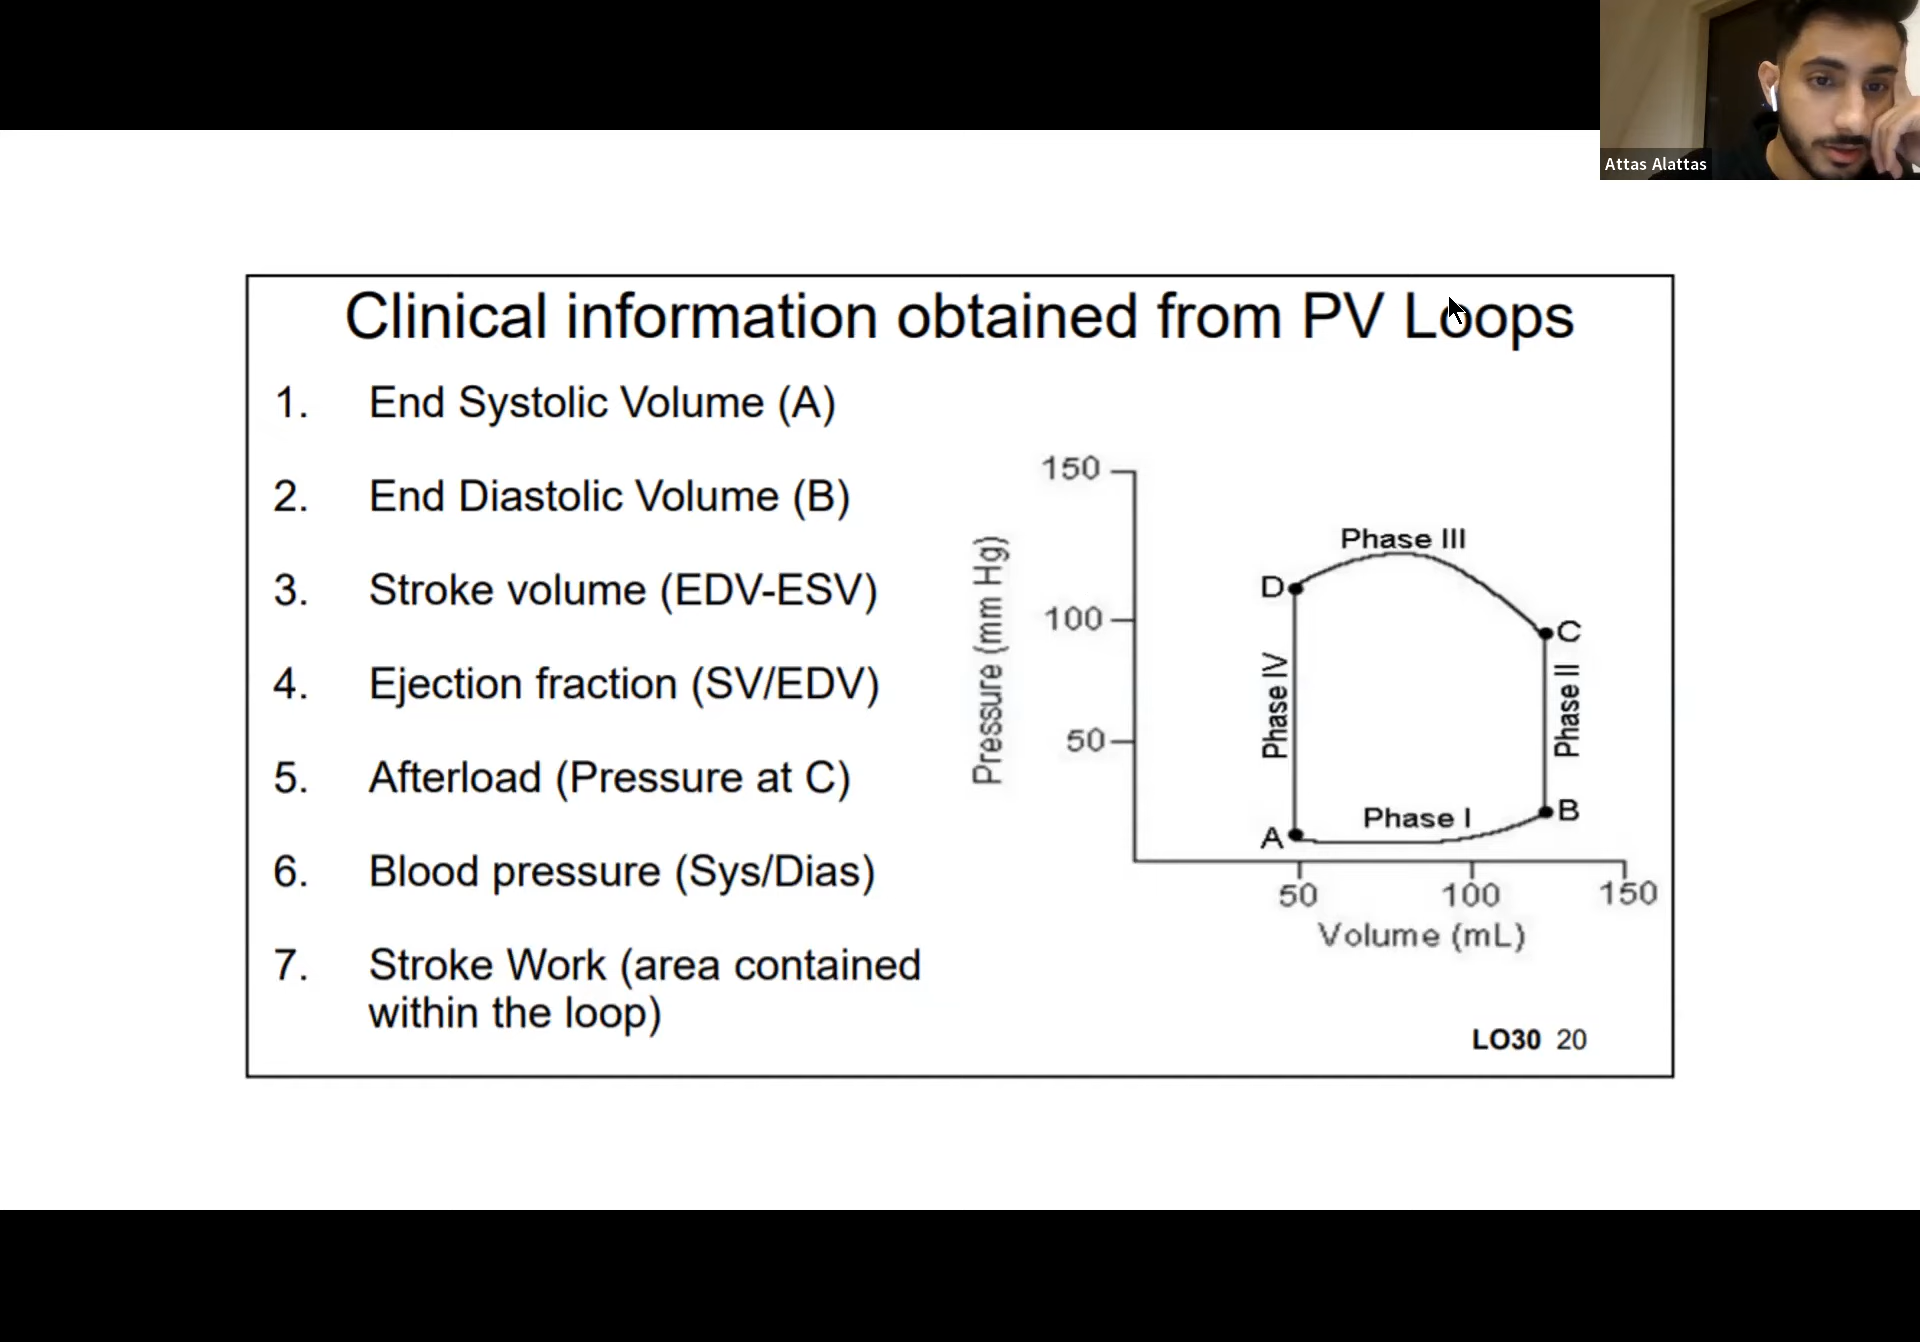 Attas Alattas
Clinical information obtained from PV Loops
1. End Systolic Volume (A)
2. End Diastolic Volume (B)
3. Stroke volume (EDV-ESV)
4. Ejection fraction (SV/EDV)
5. Afterload (Pressure at C)
6. Blood pressure (Sys/Dias)
7. Stroke Work (area contained
within the loop)
150
100
50
Pressure (mm Hg)
Phase III
D
C
Phase IV
Phase II
Phase I
A
B
50 100 150
Volume (mL)
LO30 20